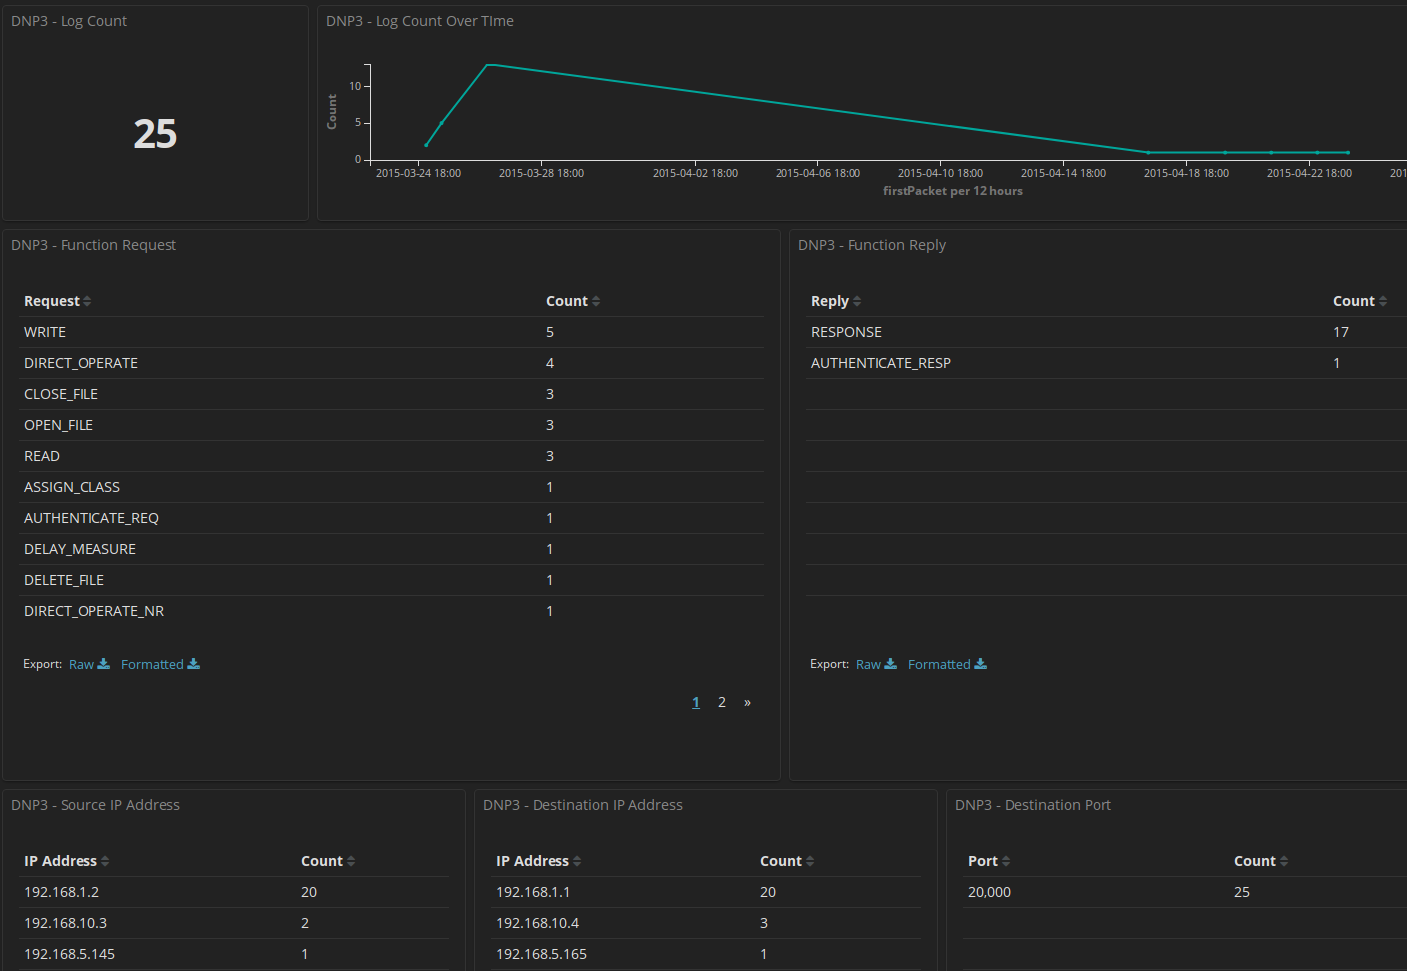 DNP3 - Log Count
25
DNP3 - Log Count Over TIme
Count
10
5
0
2015-03-24 18:00 2015-03-28 18:00 2015-04-02 18:00 2015-04-06 18:00 2015-04-10 18:00 2015-04-14 18:00 2015-04-18 18:00 2015-04-22 18:00 201
firstPacket per 12 hours
DNP3 - Function Request
Request Count
WRITE 5
DIRECT_OPERATE 4
CLOSE_FILE 3
OPEN_FILE 3
READ 3
ASSIGN_CLASS 1
AUTHENTICATE_REQ 1
DELAY_MEASURE 1
DELETE_FILE 1
DIRECT_OPERATE_NR 1
Export: Raw Formatted
1 2 »
DNP3 - Function Reply
Reply Count
RESPONSE 17
AUTHENTICATE_RESP 1
Export: Raw Formatted
DNP3 - Source IP Address
IP Address Count
192.168.1.2 20
192.168.10.3 2
192.168.5.145 1
DNP3 - Destination IP Address
IP Address Count
192.168.1.1 20
192.168.10.4 3
192.168.5.165 1
DNP3 - Destination Port
Port Count
20,000 25